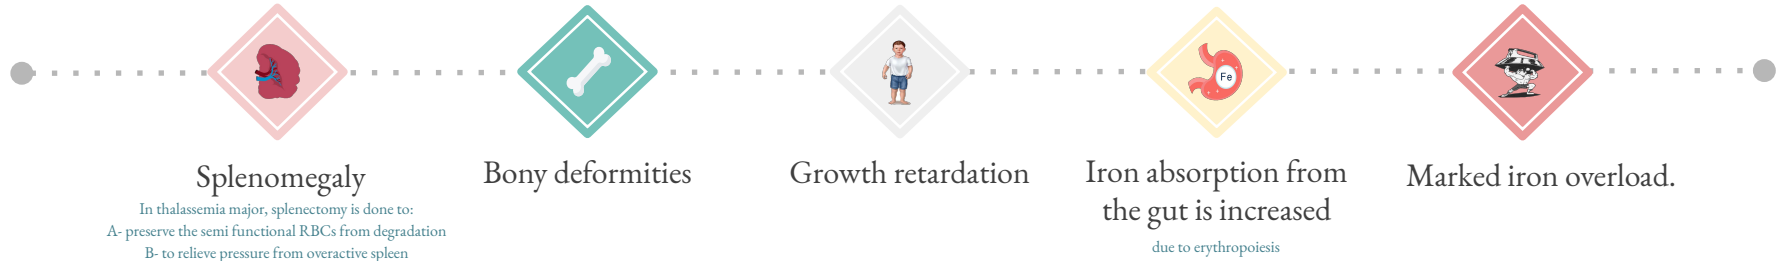 Fe
Splenomegaly
In thalassemia major, splenectomy is done to:
A- preserve the semi functional RBCs from degradation
B- to relieve pressure from overactive spleen
Bony deformities
Growth retardation
Iron absorption from
the gut is increased
due to erythropoiesis
Marked iron overload.